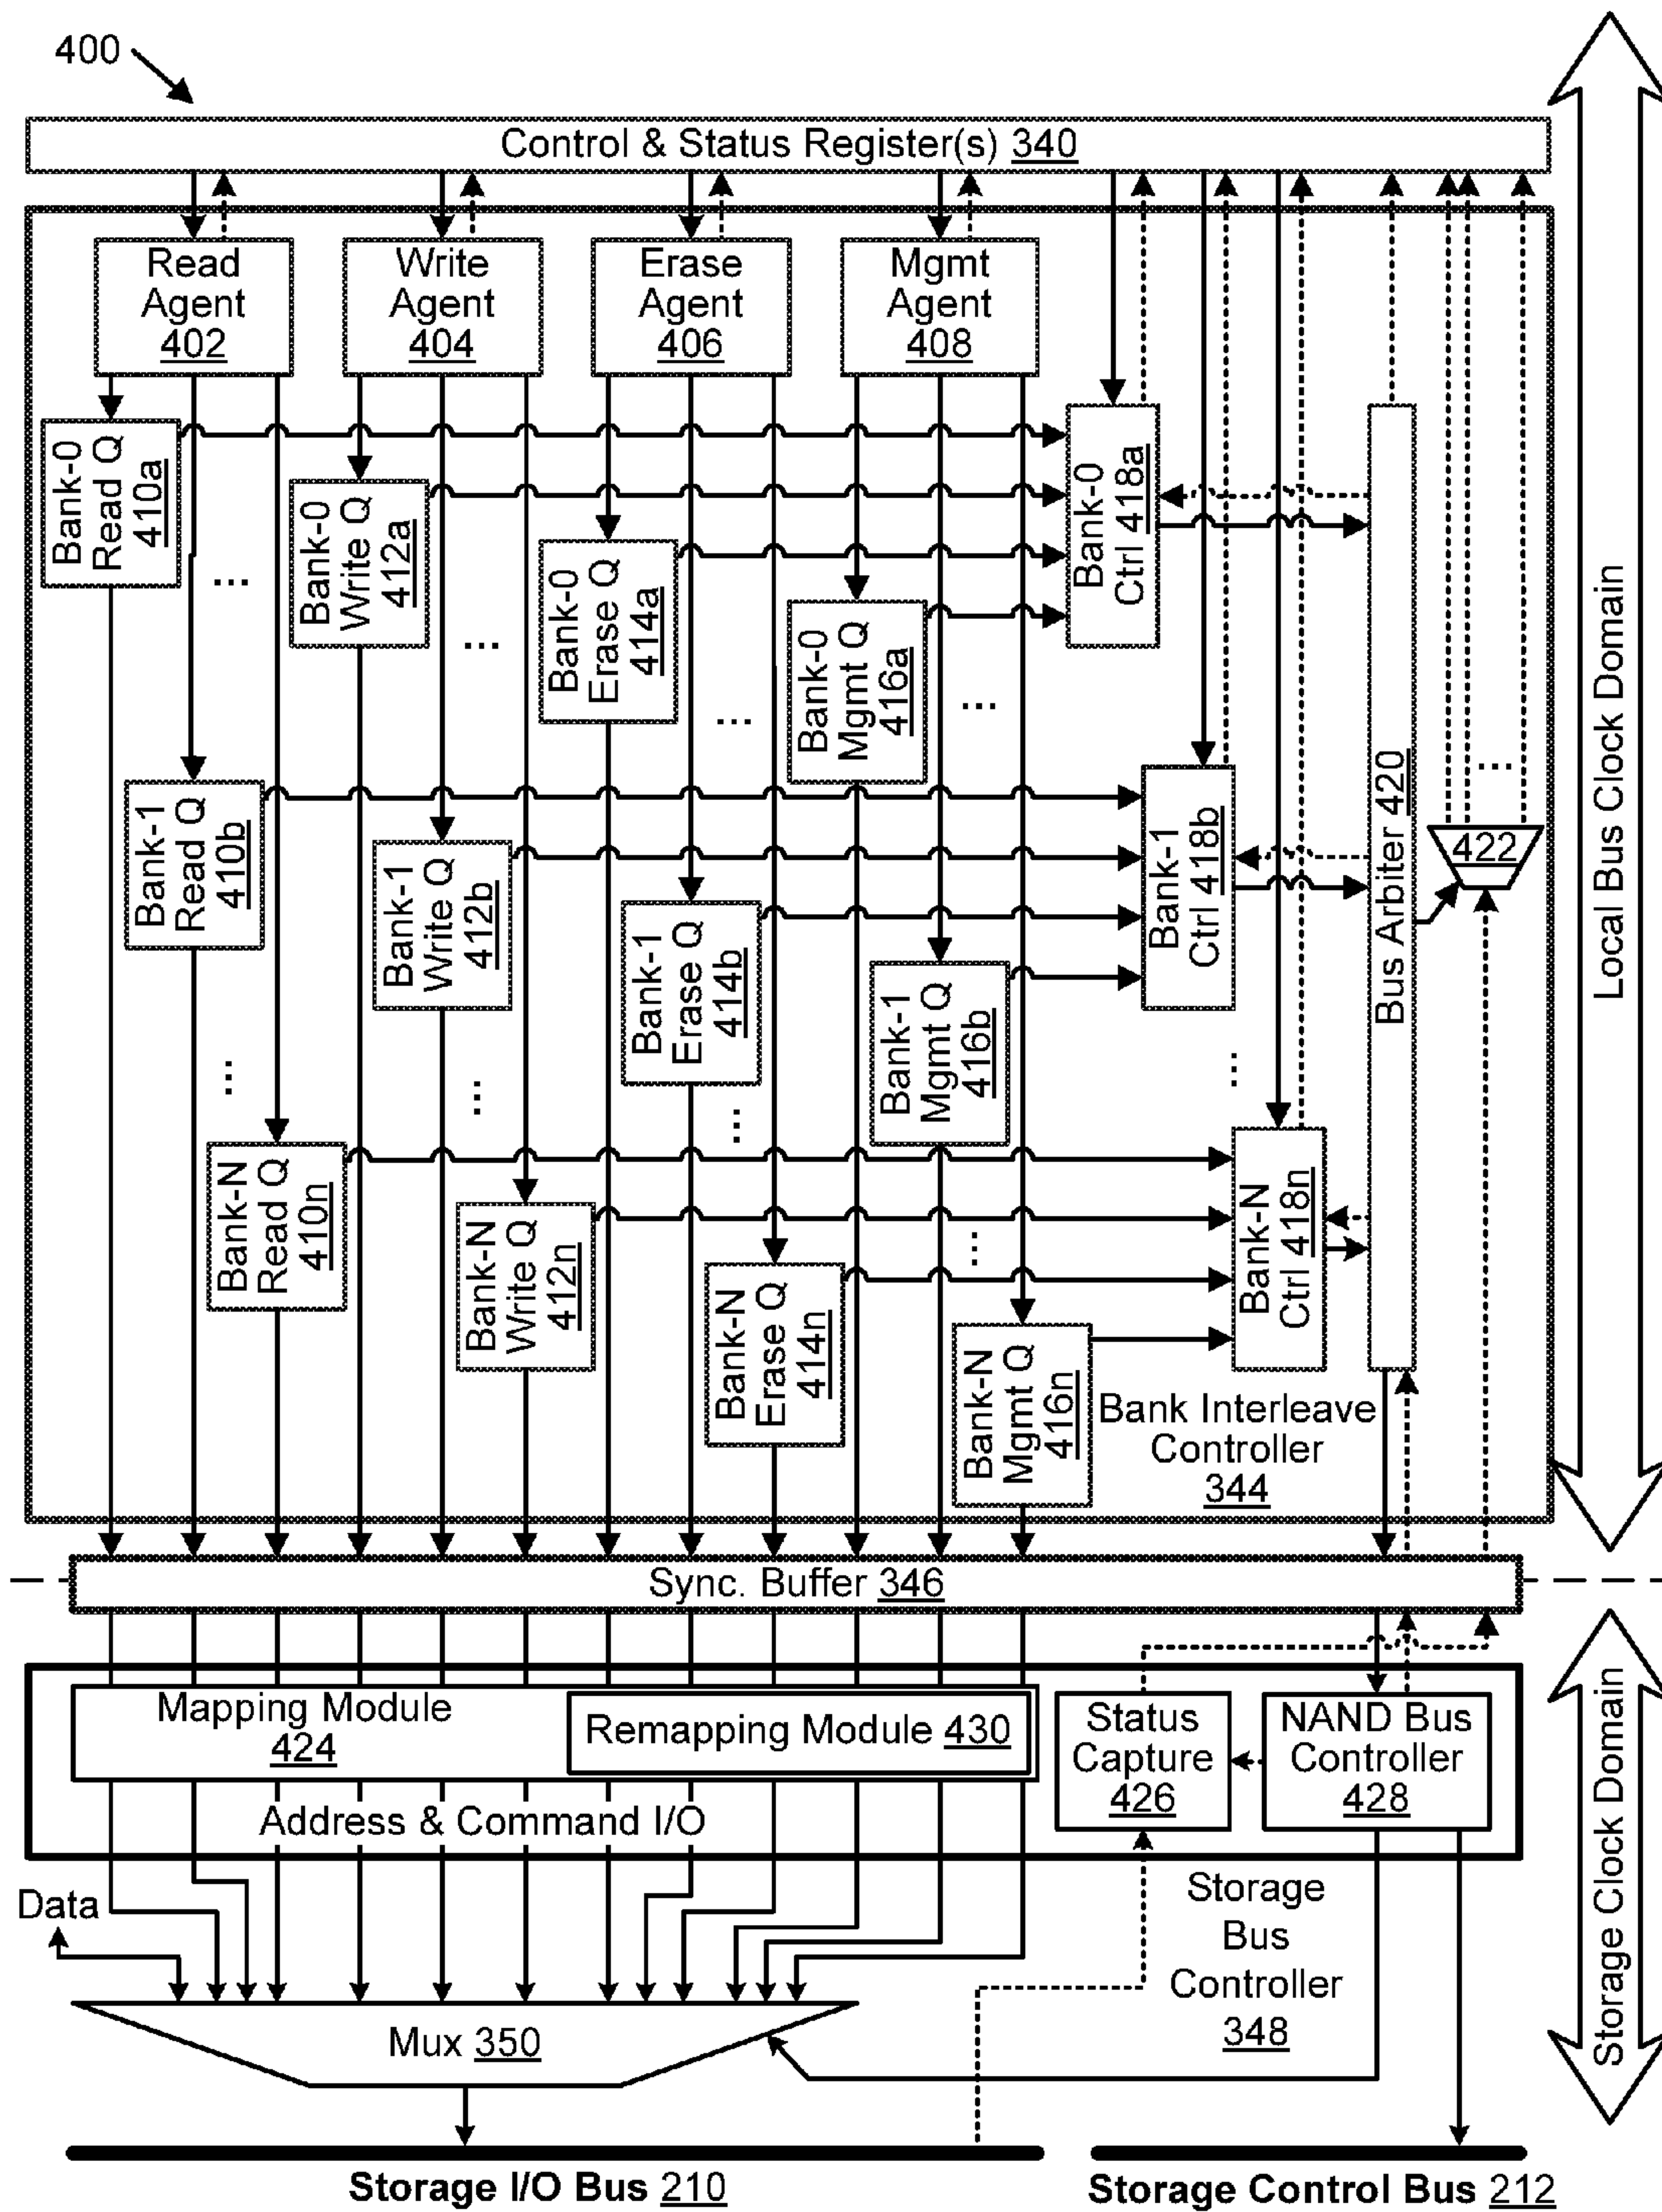 400
Control & Status Register(s) 340
Read
Agent
402
Write
Agent
404
Erase
Agent
406
Mgmt
Agent
408
Bank-0
Read Q
410a
...
Bank-0
Write Q
412a
...
Bank-0
Erase Q
414a
...
Bank-0
Mgmt Q
416a
...
Bank-0
Ctrl 418a
Bank-1
Read Q
410b
...
Bank-1
Write Q
412b
...
Bank-1
Erase Q
414b
...
Bank-1
Mgmt Q
416b
...
Bank-1
Ctrl 418b
...
Bus Arbiter 420
...
422
Bank-N
Read Q
410n
Bank-N
Write Q
412n
Bank-N
Erase Q
414n
Bank-N
Mgmt Q
416n
Bank-N
Ctrl 418n
Bank Interleave
Controller
344
Local Bus Clock Domain
Sync. Buffer 346
Mapping Module
424
Remapping Module 430
Status
Capture
426
NAND Bus
Controller
428
Address & Command I/O
Data
Storage
Bus
Controller
348
Mux 350
Storage Clock Domain
Storage I/O Bus 210
Storage Control Bus 212